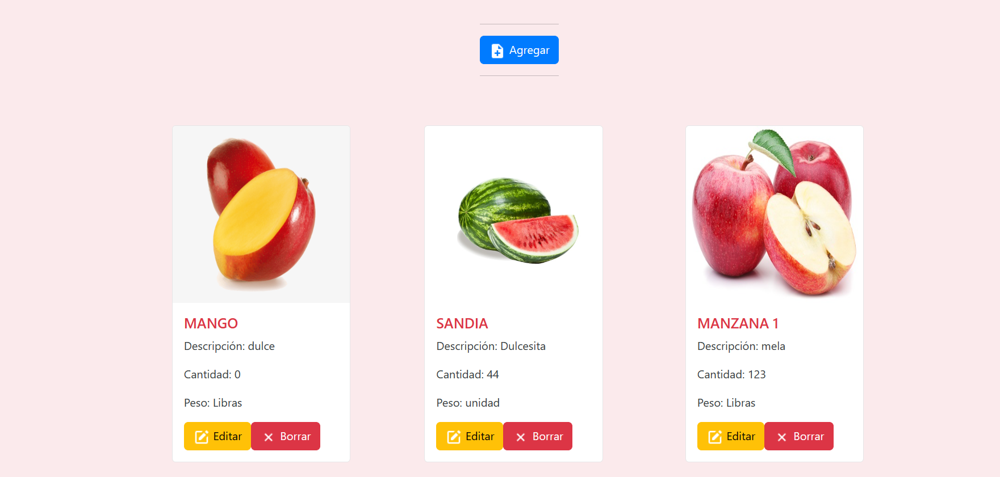 Agregar
MANGO
Descripción: dulce
Cantidad: 0
Peso: Libras
Editar
Borrar
SANDIA
Descripción: Dulcesita
Cantidad: 44
Peso: unidad
Editar
Borrar
MANZANA 1
Descripción: mela
Cantidad: 123
Peso: Libras
Editar
Borrar